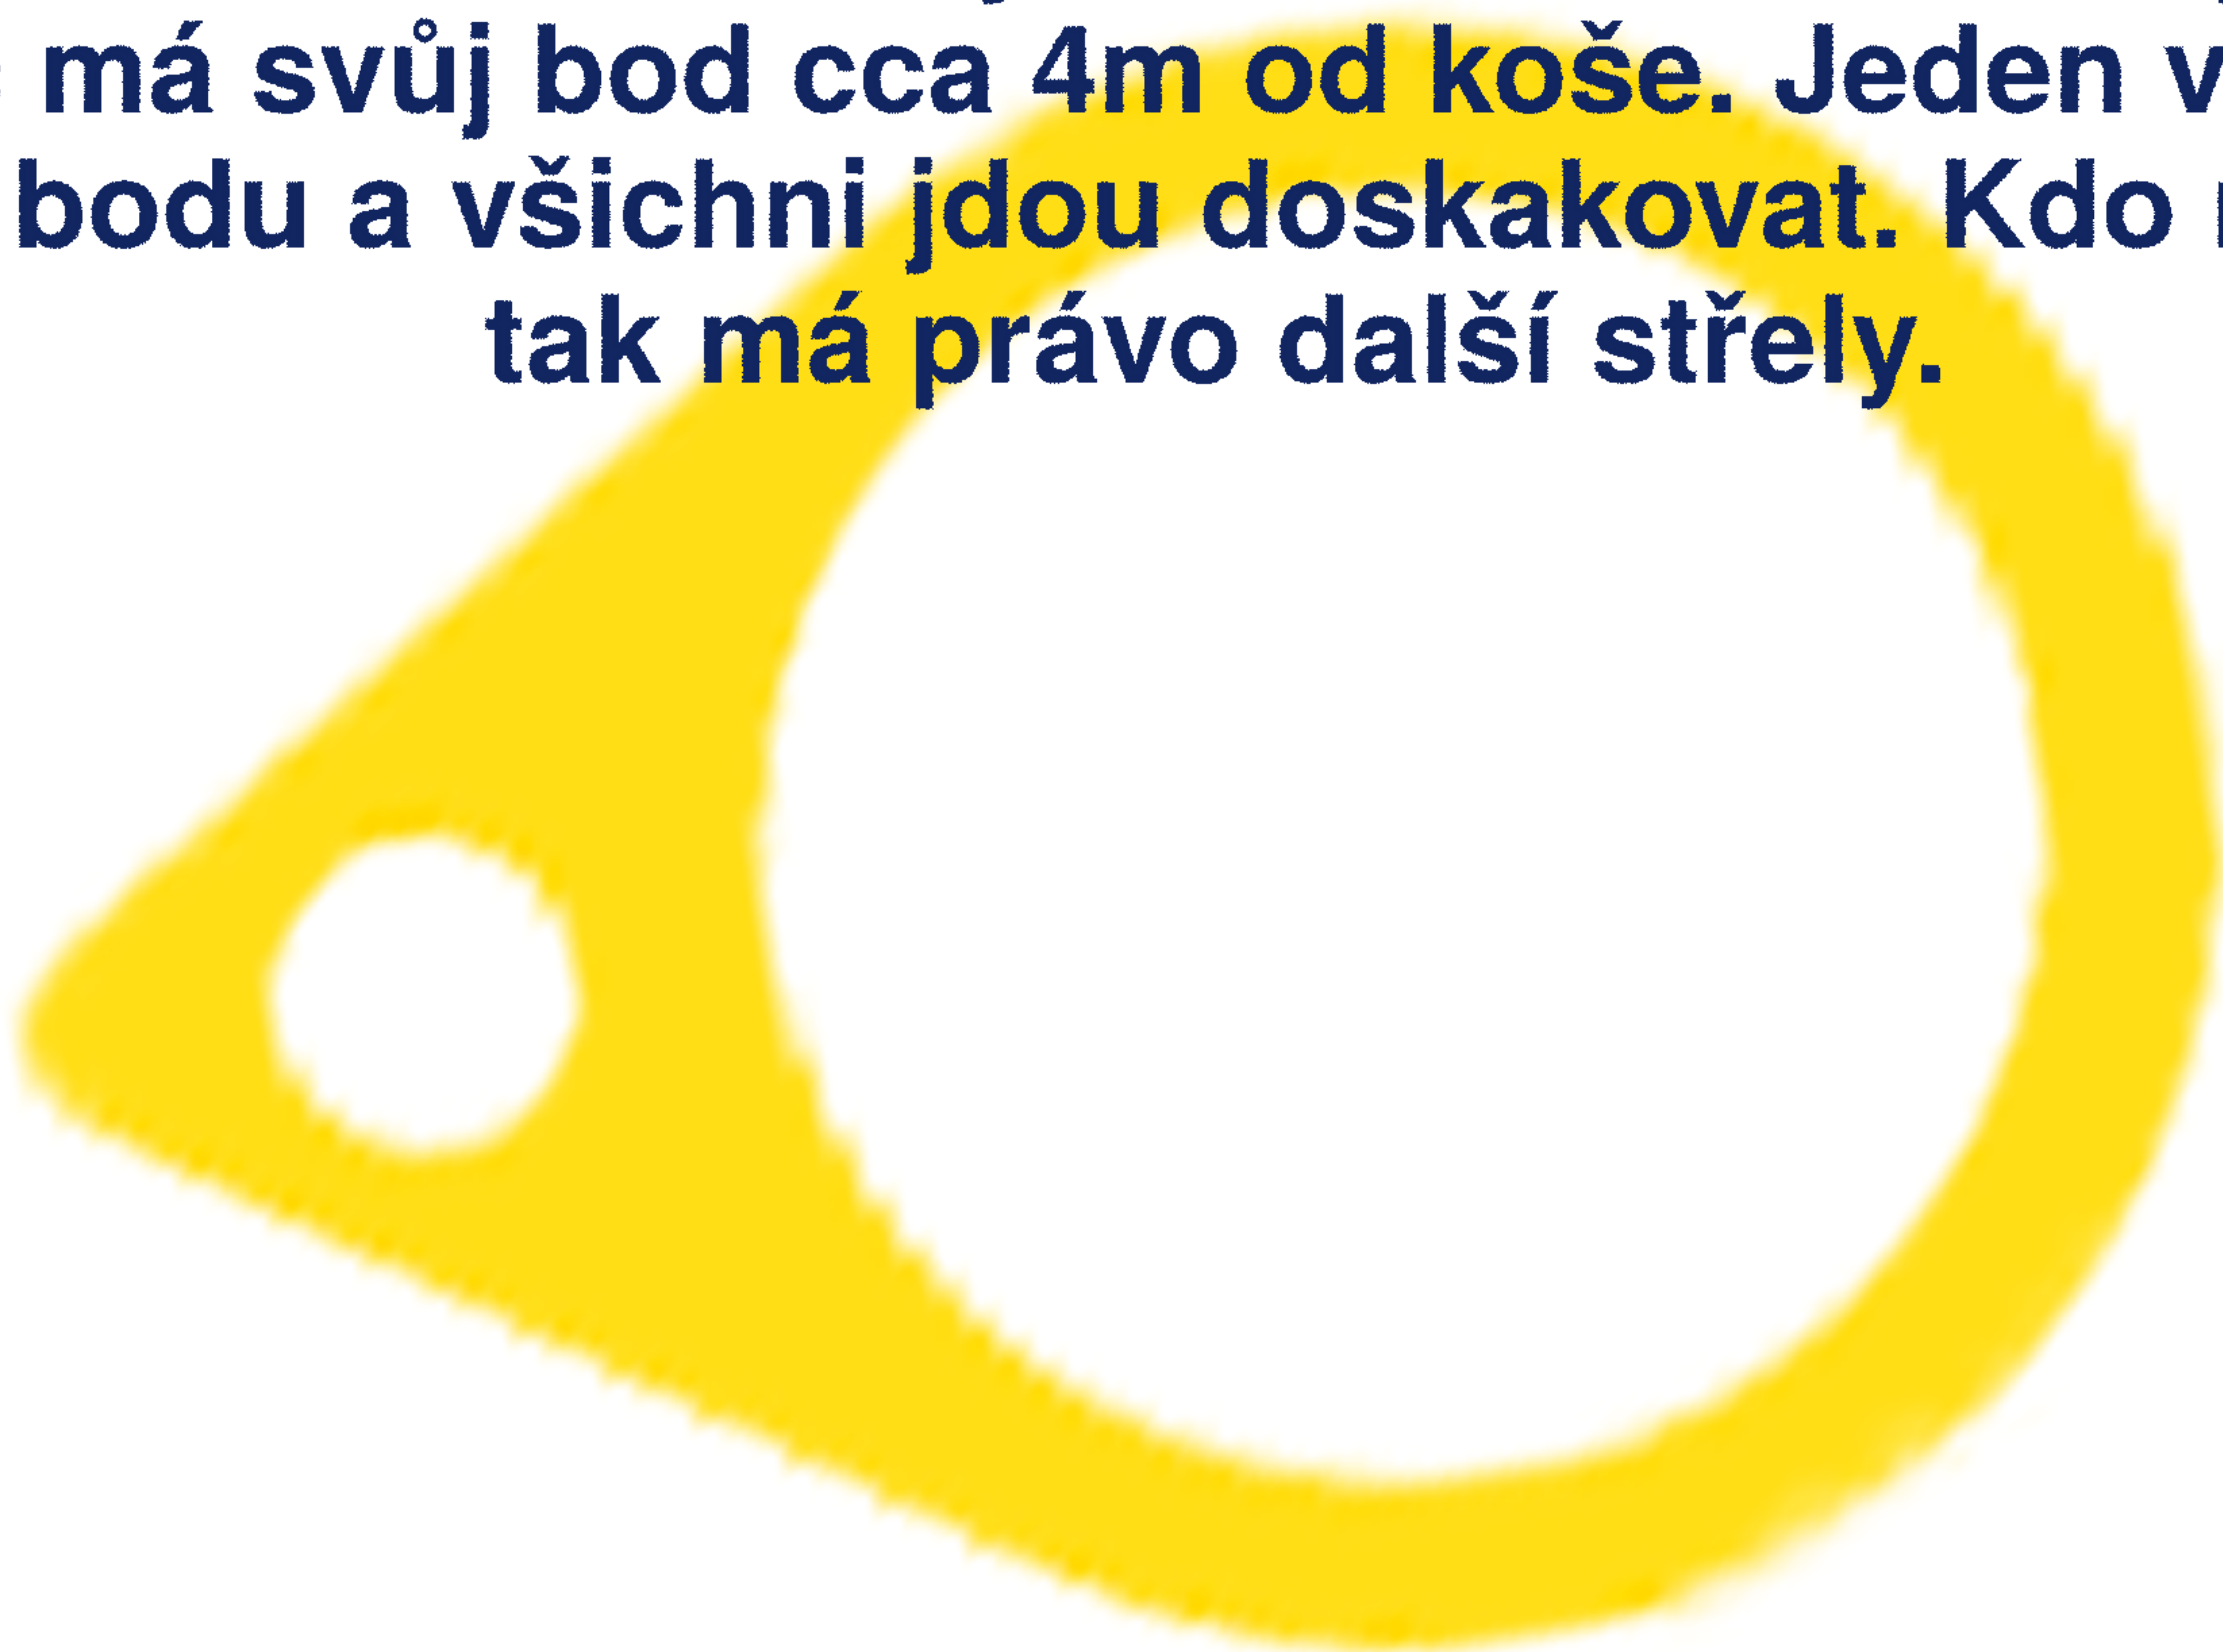 má svůj bod cca 4m od koše. Jeden
bodu a všichni jdou doskakovat. Kdo
tak má právo další střely.